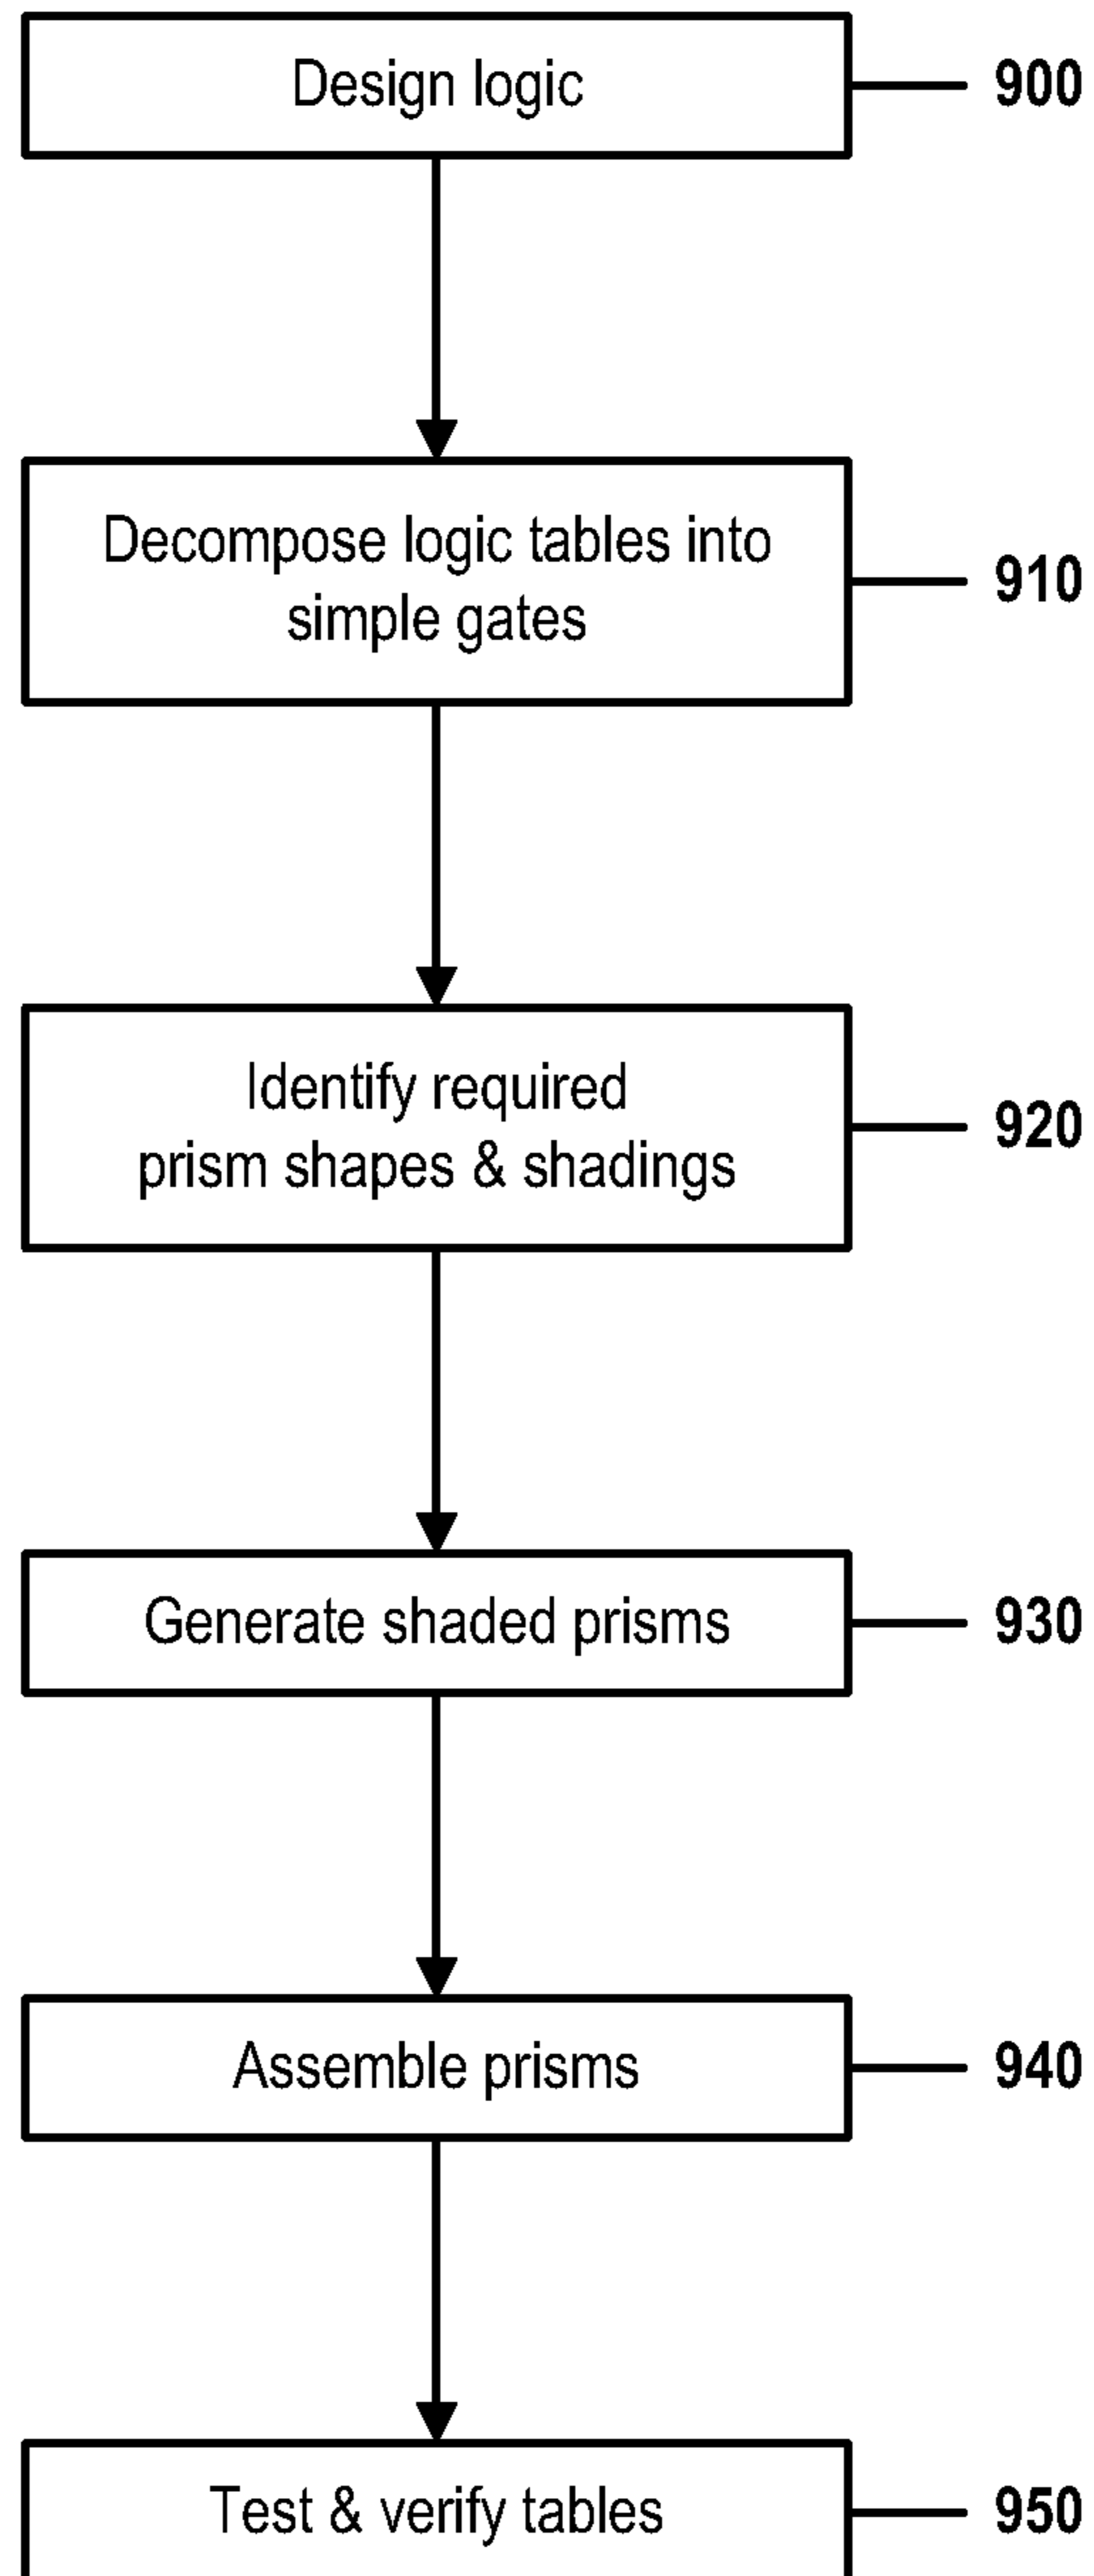 Design logic
900
Decompose logic tables into
simple gates
910
Identify required
prism shapes & shadings
920
Generate shaded prisms
930
Assemble prisms
940
Test & verify tables
950